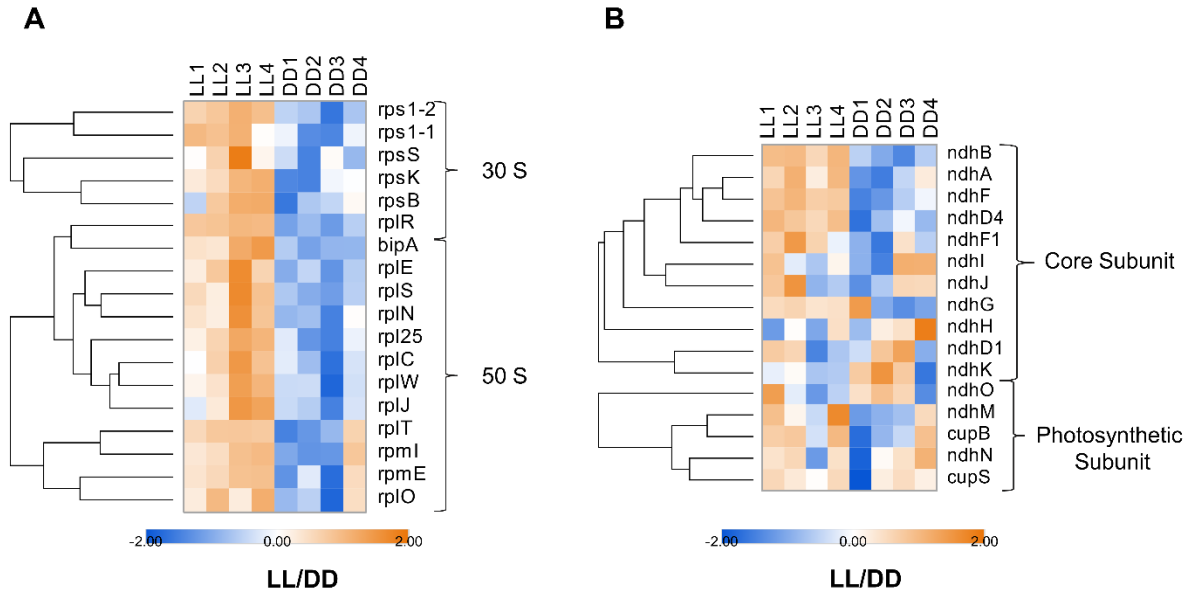 A
LL1 LL2 LL3 LL4 DD1 DD2 DD3 DD4
rps1-2
rps1-1
rpsS
rpsK
rpsB
rplR
bipA
rplE
rplS
rplN
rpl25
rplC
rplW
rplJ
rplT
rpmI
rpmE
rplO
30 S
50 S
-2.00 0.00 2.00
LL/DD
B
LL1 LL2 LL3 LL4 DD1 DD2 DD3 DD4
ndhB
ndhA
ndhF
ndhD4
ndhF1
ndhI
ndhJ
ndhG
ndhH
ndhD1
ndhK
ndhO
ndhM
cupB
ndhN
cupS
Core Subunit
Photosynthetic
Subunit
-2.00 0.00 2.00
LL/DD